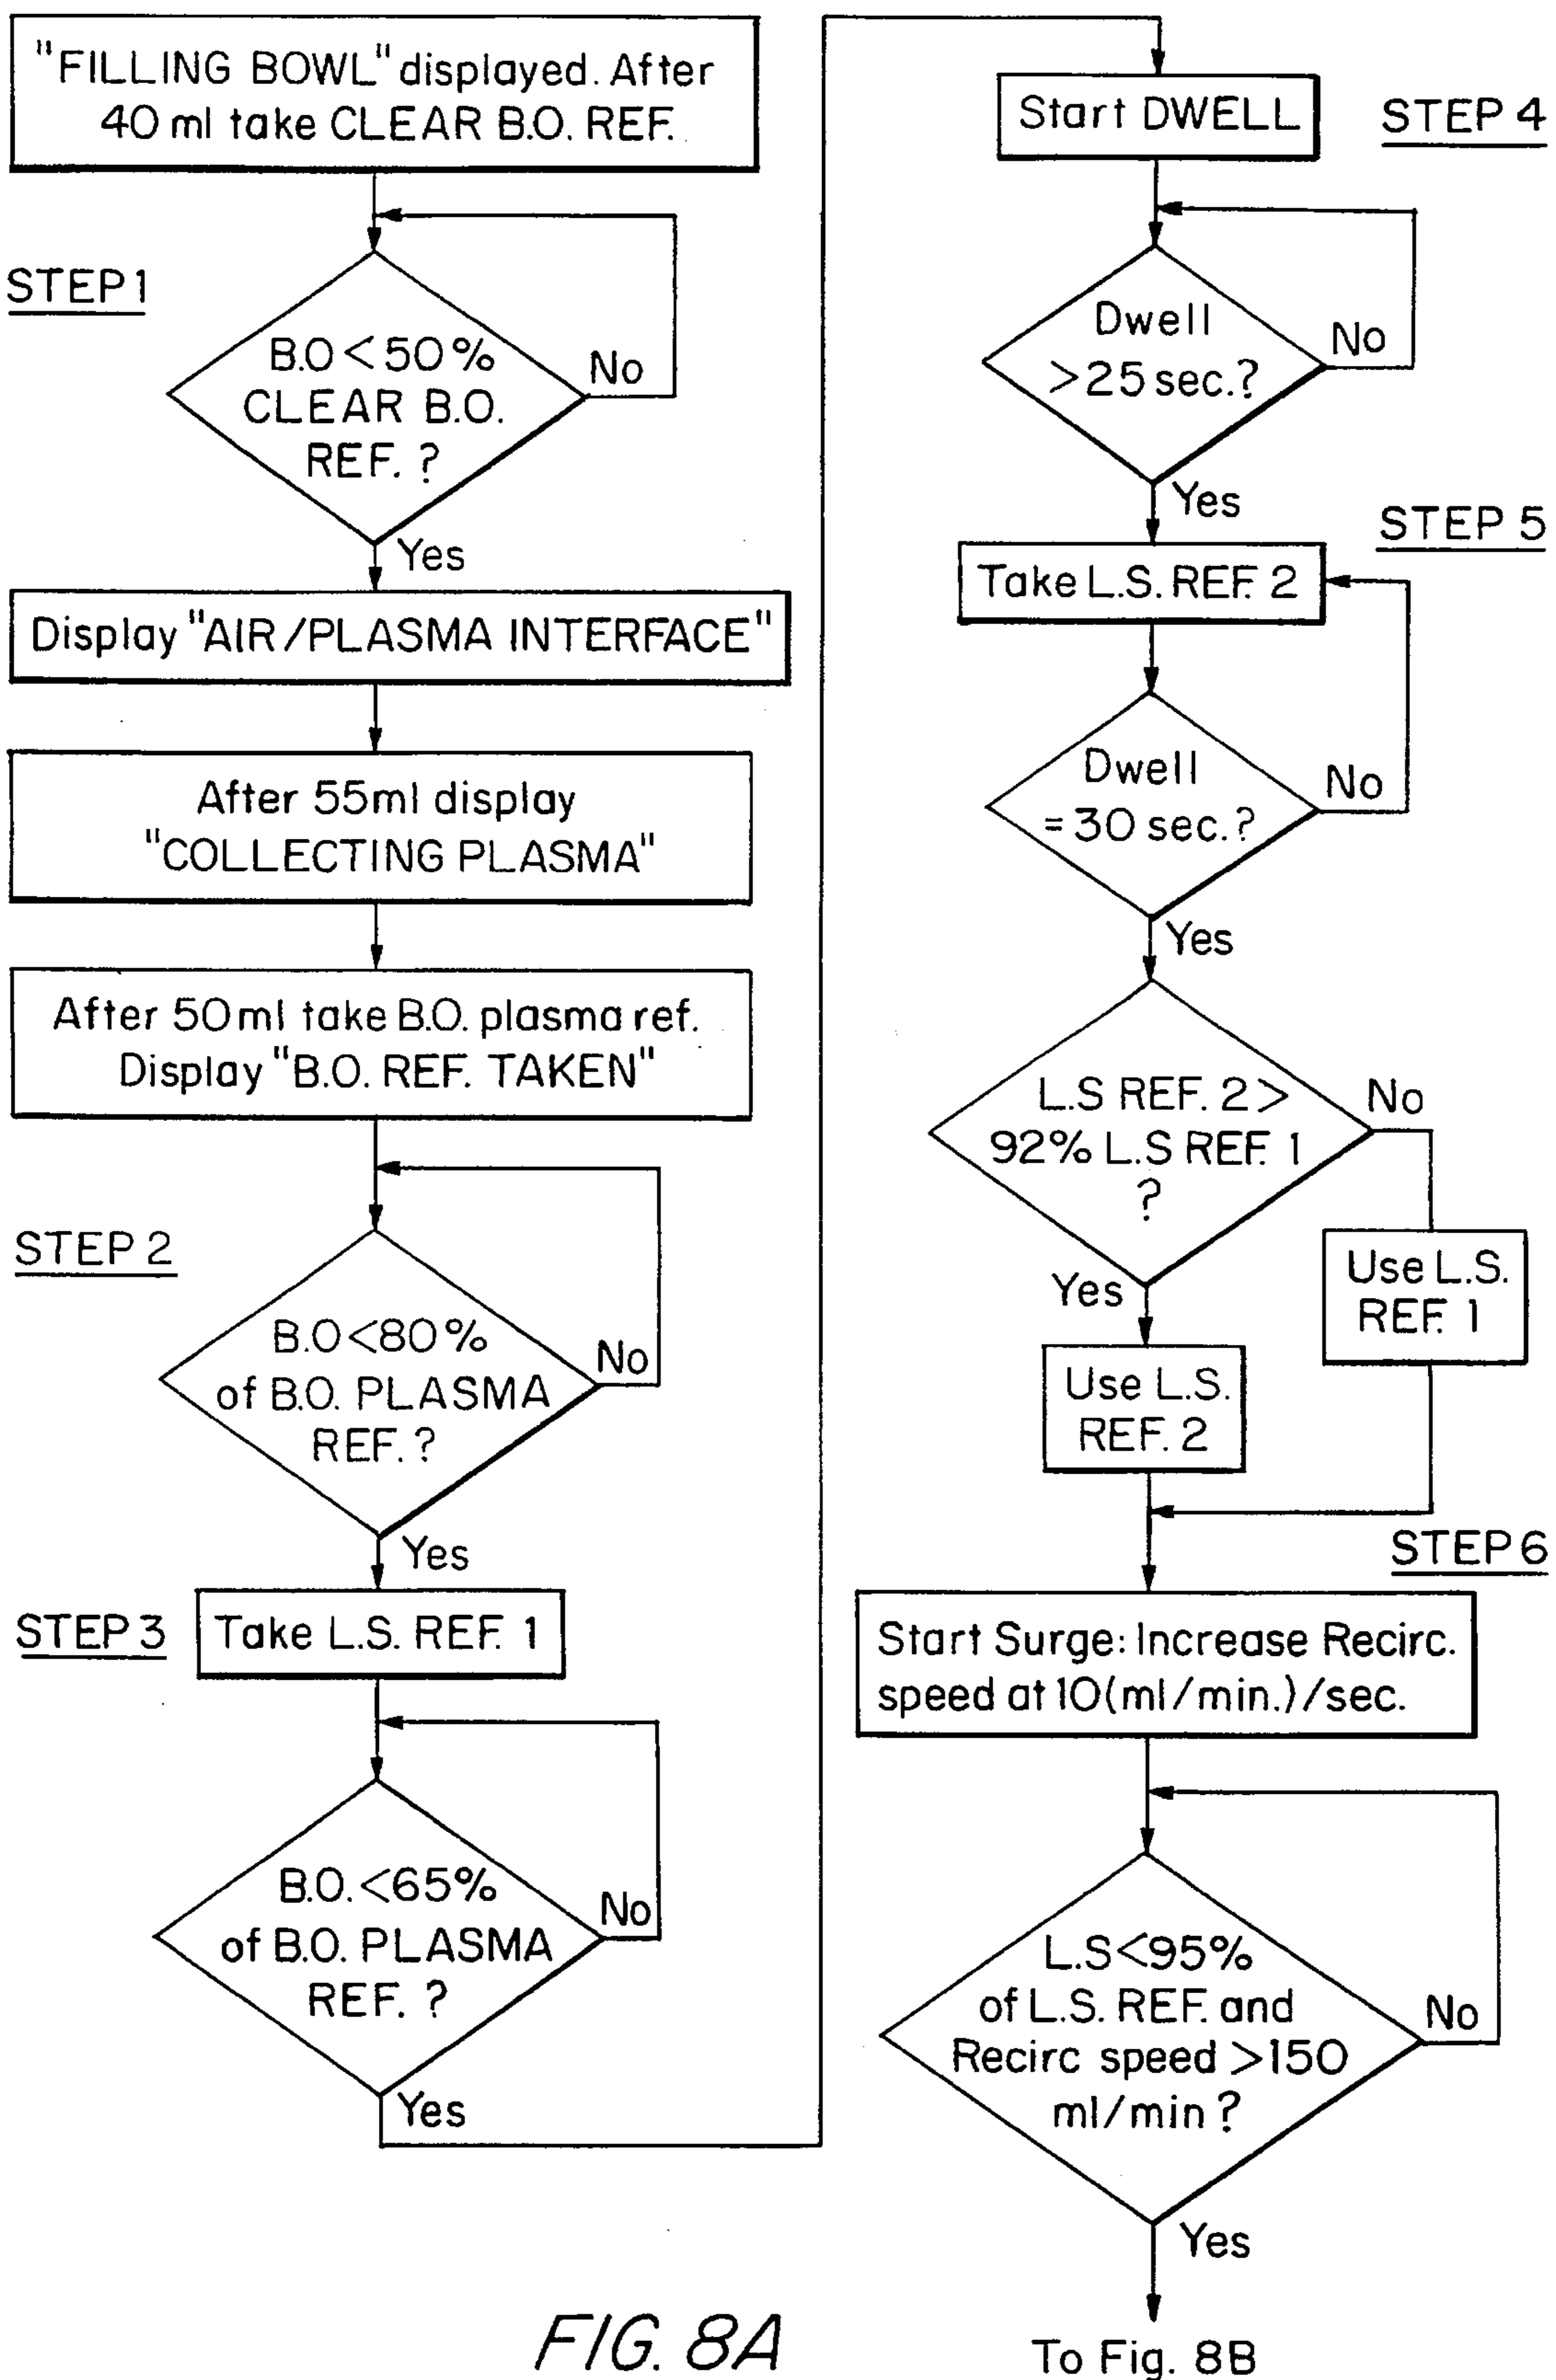 "FILLING BOWL" displayed. After
40 ml take CLEAR B.O. REF.
STEP 1
B.O < 50%
CLEAR B.O.
REF. ?
No
Yes
Display "AIR/PLASMA INTERFACE"
After 55ml display
"COLLECTING PLASMA"
After 50ml take B.O. plasma ref.
Display "B.O. REF. TAKEN"
STEP 2
B.O<80%
of B.O. PLASMA
REF. ?
No
Yes
STEP 3
Take L.S. REF. 1
B.O.<65%
of B.O. PLASMA
REF. ?
No
Yes
Start DWELL
STEP 4
Dwell
>25 sec.?
No
Yes
STEP 5
Take L.S. REF. 2
Dwell
=30 sec.?
No
Yes
L.S REF. 2>
92% L.S REF. 1
?
No
Yes
Use L.S.
REF. 1
Use L.S.
REF. 2
STEP 6
Start Surge: Increase Recirc.
speed at 10(ml/min.)/sec.
L.S<95%
of L.S. REF. and
Recirc speed >150
ml/min?
No
Yes
To Fig. 8B
FIG. 8A